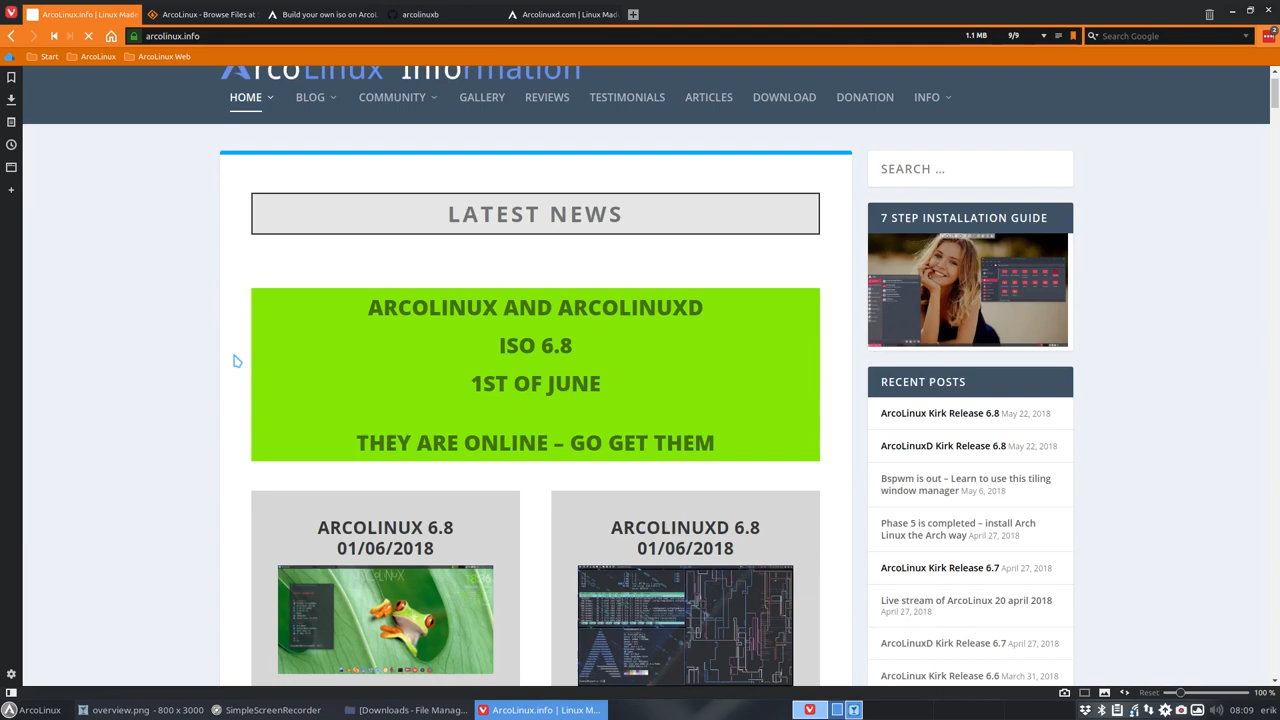 ArcoLinux.info | Linux Made
ArcoLinux - Browse Files at
Build your own iso on ArcoL
arcolinuxb
Arcolinuxd.com | Linux Mad
arcolinux.info
1.1 MB
9/9
Search Google
2
Start
ArcoLinux
ArcoLinux Web
ArcoLinux Information
HOME
BLOG
COMMUNITY
GALLERY
REVIEWS
TESTIMONIALS
ARTICLES
DOWNLOAD
DONATION
INFO
LATEST NEWS
ARCOLINUX AND ARCOLINUXD
ISO 6.8
1ST OF JUNE
THEY ARE ONLINE – GO GET THEM
ARCOLINUX 6.8
01/06/2018
ARCOLINUXD 6.8
01/06/2018
SEARCH …
7 STEP INSTALLATION GUIDE
RECENT POSTS
ArcoLinux Kirk Release 6.8 May 22, 2018
ArcoLinuxD Kirk Release 6.8 May 22, 2018
Bspwm is out – Learn to use this tiling
window manager May 6, 2018
Phase 5 is completed – install Arch
Linux the Arch way April 27, 2018
ArcoLinux Kirk Release 6.7 April 27, 2018
Live stream of ArcoLinux 20 april 2018
April 27, 2018
ArcoLinuxD Kirk Release 6.7 April 27, 2018
ArcoLinux Kirk Release 6.6 March 31, 2018
Reset
100 %
ArcoLinux
overview.png - 800 x 3000
SimpleScreenRecorder
[Downloads - File Manag...
ArcoLinux.info | Linux M...
08:09
erik